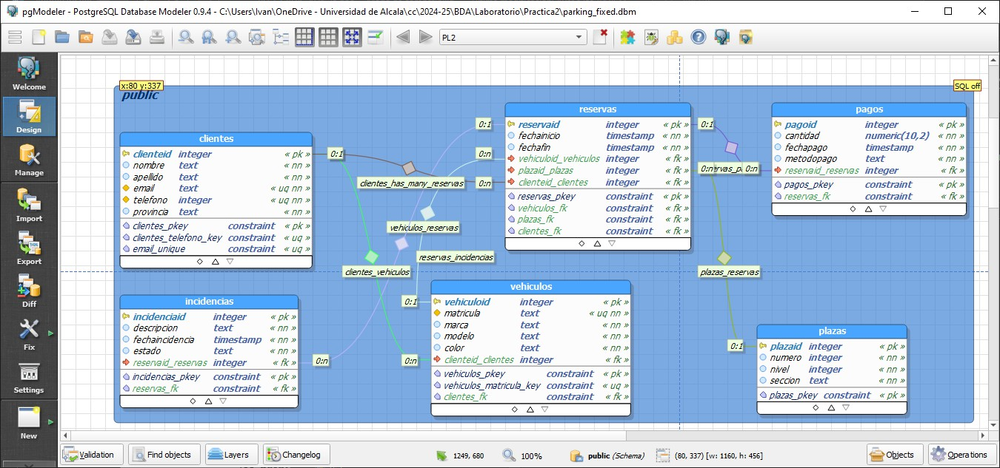 pgModeler - PostgreSQL Database Modeler 0.9.4 - C:\Users\Ivan\OneDrive - Universidad de Alcala\cc\2024-25\BDA\Laboratorio\Practica2\parking_fixed.dbm
PL2
Welcome
Design
Manage
Import
Export
Diff
Fix
Settings
New
x:80 y:337
public
SQL off
clientes
clienteid integer « pk »
nombre text « nn »
apellido text « nn »
email text « uq nn »
telefono integer « uq nn »
provincia text « nn »
clientes_pkey constraint « pk »
clientes_telefono_key constraint « uq »
email_unique constraint « uq »
0:1
clientes_has_many_reservas
0:n
0:1
0:n
reservas
reservaid integer « pk »
fechainicio timestamp « nn »
fechafin timestamp « nn »
vehiculoid_vehiculos integer « fk »
plazaid_plazas integer « fk »
clienteid_clientes integer « fk »
reservas_pkey constraint « pk »
vehiculos_fk constraint « fk »
plazas_fk constraint « fk »
clientes_fk constraint « fk »
0:1
0:n
0:n
pagos
pagoid integer « pk »
cantidad numeric(10,2) « nn »
fechapago timestamp « nn »
metodopago text « nn »
reservaid_reservas integer « fk »
pagos_pkey constraint « pk »
reservas_fk constraint « fk »
vehiculos_reservas
reservas_incidencias
clientes_vehiculos
plazas_reservas
incidencias
incidenciaid integer « pk »
descripcion text « nn »
fechaincidencia timestamp « nn »
estado text « nn »
reservaid_reservas integer « fk »
incidencias_pkey constraint « pk »
reservas_fk constraint « fk »
0:n
0:1
0:n
vehiculos
vehiculoid integer « pk »
matricula text « uq nn »
marca text « nn »
modelo text « nn »
color text « nn »
clienteid_clientes integer « fk »
vehiculos_pkey constraint « pk »
vehiculos_matricula_key constraint « uq »
clientes_fk constraint « fk »
0:1
plazas
plazaid integer « pk »
numero integer « nn »
nivel integer « nn »
seccion text « nn »
plazas_pkey constraint « pk »
Validation
Find objects
Layers
Changelog
1249, 680
100%
public (Schema)
(80, 337) [w: 1160, h: 456]
Objects
Operations